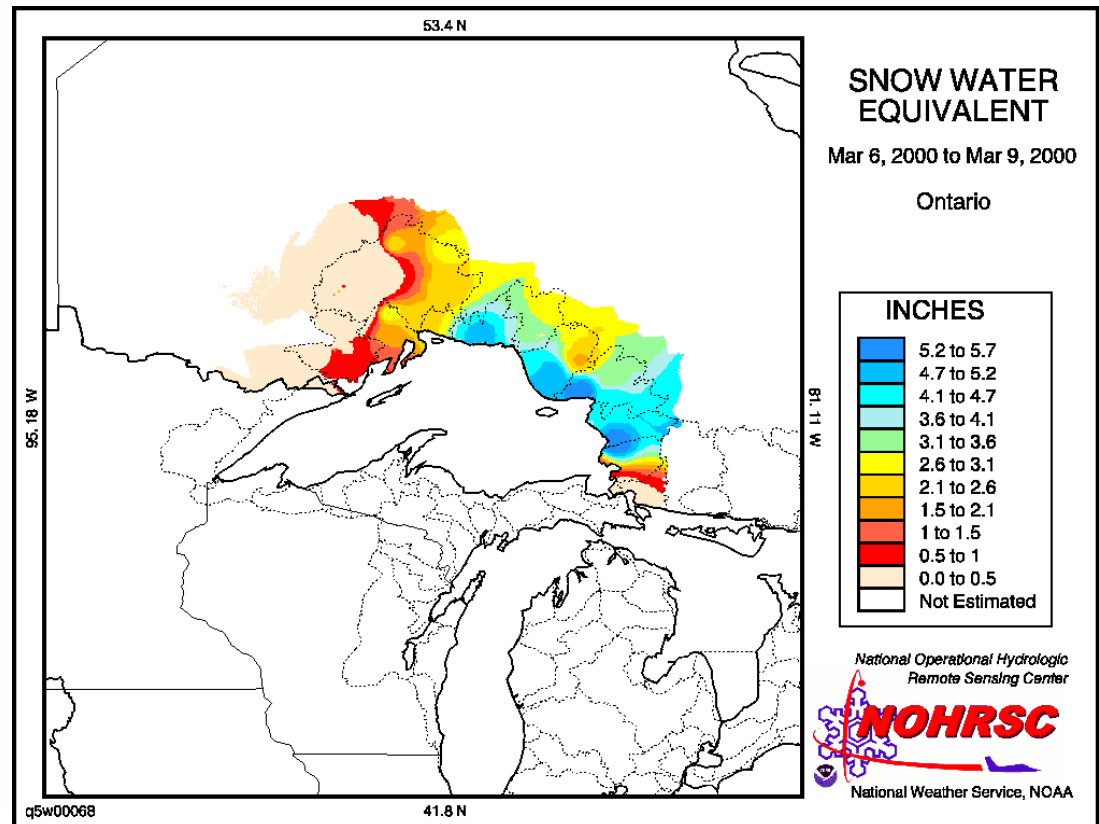 53.4 N
SNOW WATER
EQUIVALENT
Mar 6, 2000 to Mar 9, 2000
Ontario
INCHES
5.2 to 5.7
4.7 to 5.2
4.1 to 4.7
3.6 to 4.1
3.1 to 3.6
2.6 to 3.1
2.1 to 2.6
1.5 to 2.1
1 to 1.5
0.5 to 1
0.0 to 0.5
Not Estimated
95.18 W
81.11 W
National Operational Hydrologic
Remote Sensing Center
NOHRSC
National Weather Service, NOAA
q5w00068
41.8 N